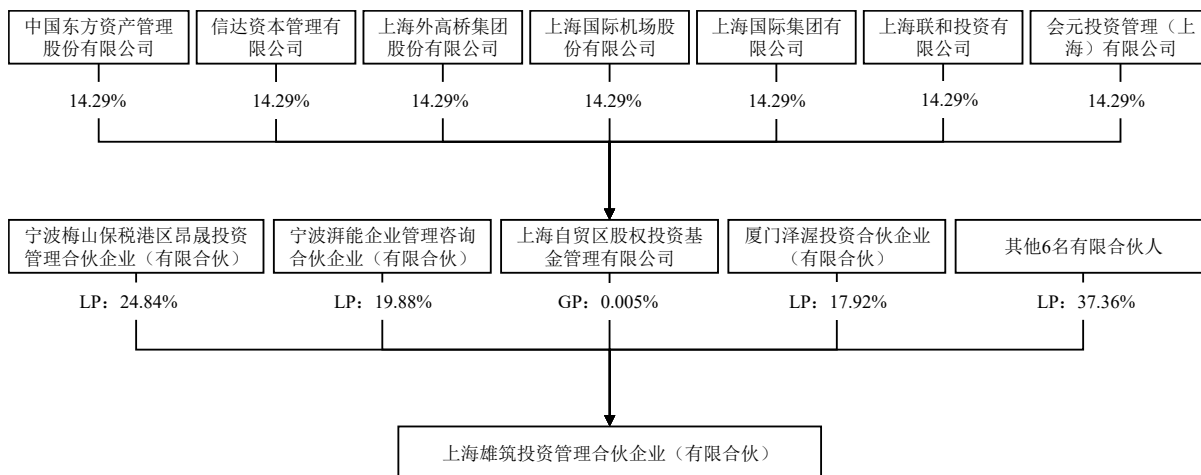 中国东方资产管理
股份有限公司
信达资本管理有
限公司
上海外高桥集团
股份有限公司
上海国际机场股
份有限公司
上海国际集团有
限公司
上海联和投资有
限公司
会元投资管理（上
海）有限公司
14.29%
14.29%
14.29%
14.29%
14.29%
14.29%
14.29%
宁波梅山保税港区昂晟投资
管理合伙企业（有限合伙）
宁波湃能企业管理咨询
合伙企业（有限合伙）
上海自贸区股权投资基
金管理有限公司
厦门泽渥投资合伙企业
（有限合伙）
其他6名有限合伙人
LP：24.84%
LP：19.88%
GP：0.005%
LP：17.92%
LP：37.36%
上海雄筑投资管理合伙企业（有限合伙）